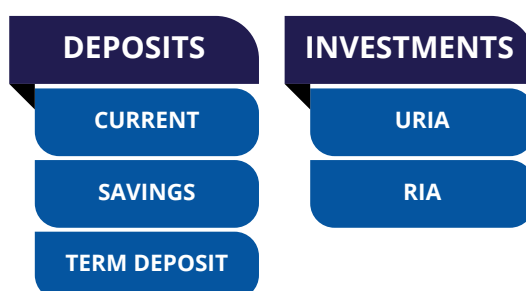 DEPOSITS
CURRENT
SAVINGS
TERM DEPOSIT
INVESTMENTS
URIA
RIA